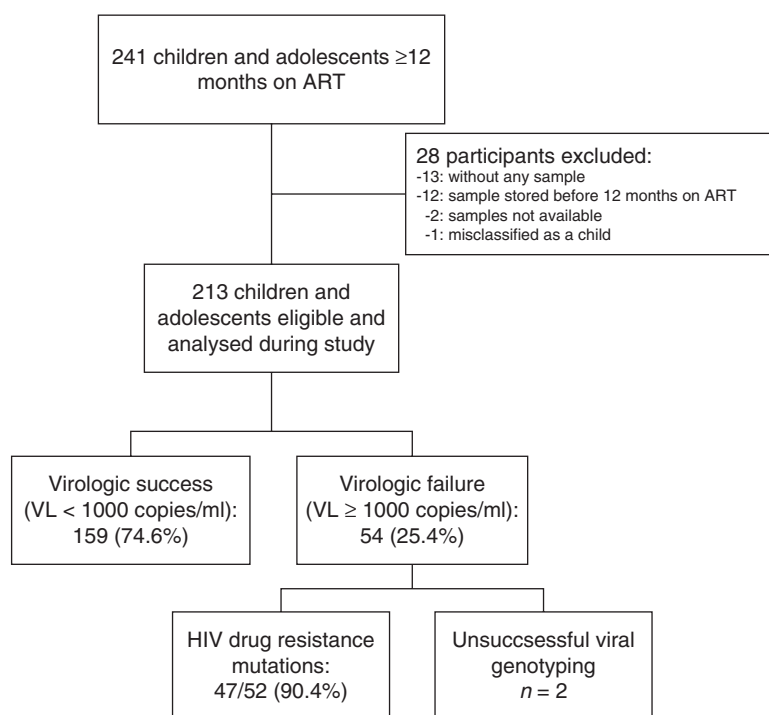 241 children and adolescents ≥12
months on ART
28 participants excluded:
-13: without any sample
-12: sample stored before 12 months on ART
-2: samples not available
-1: misclassified as a child
213 children and
adolescents eligible and
analysed during study
Virologic success
(VL < 1000 copies/ml):
159 (74.6%)
Virologic failure
(VL ≥ 1000 copies/ml):
54 (25.4%)
HIV drug resistance
mutations:
47/52 (90.4%)
Unsuccsessful viral
genotyping
n = 2